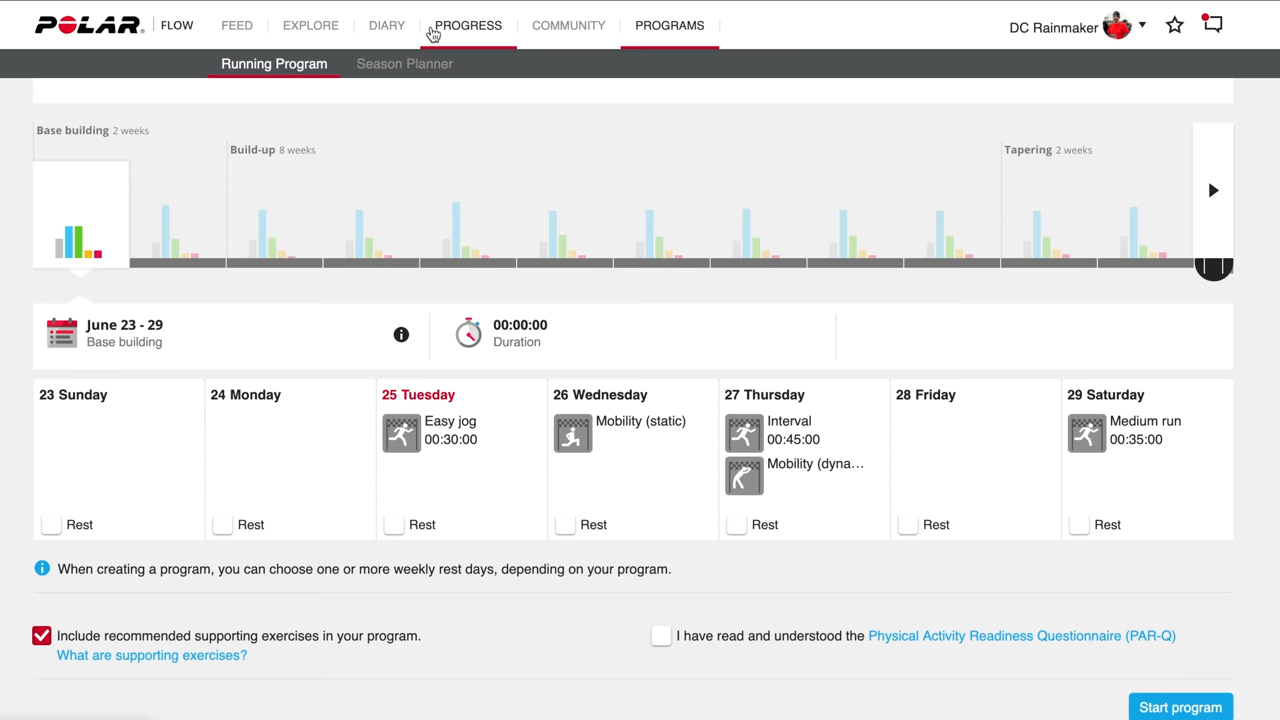 POLAR. FLOW FEED EXPLORE DIARY PROGRESS COMMUNITY PROGRAMS DC Rainmaker
Running Program Season Planner
Base building 2 weeks
Build-up 8 weeks
Tapering 2 weeks
June 23 - 29
Base building
00:00:00
Duration
23 Sunday
Rest
24 Monday
Rest
25 Tuesday
Easy jog
00:30:00
Rest
26 Wednesday
Mobility (static)
Rest
27 Thursday
Interval
00:45:00
Mobility (dyna...
Rest
28 Friday
Rest
29 Saturday
Medium run
00:35:00
Rest
When creating a program, you can choose one or more weekly rest days, depending on your program.
Include recommended supporting exercises in your program.
What are supporting exercises?
I have read and understood the Physical Activity Readiness Questionnaire (PAR-Q)
Start program